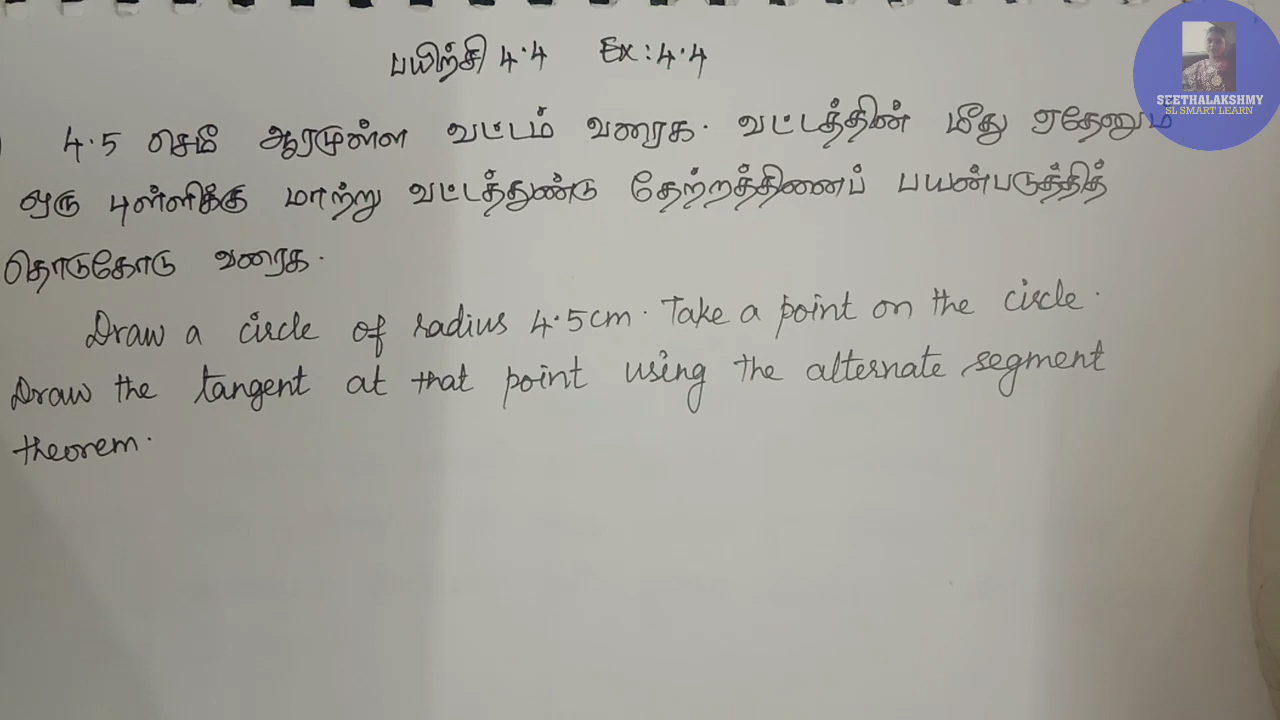 பயிற்சி 4.4 Ex: 4.4
SEETHALAKSHMY
SL SMART LEARN
4.5 செமீ ஆரமுள்ள வட்டம் வரைக. வட்டத்தின் மீது ஏதேனும்
ஒரு புள்ளிக்கு மாற்று வட்டத்துண்டு தேற்றத்தினைப் பயன்படுத்தித்
தொடுகோடு வரைக.
Draw a circle of radius 4.5cm. Take a point on the circle.
Draw the tangent at that point using the alternate segment
theorem.